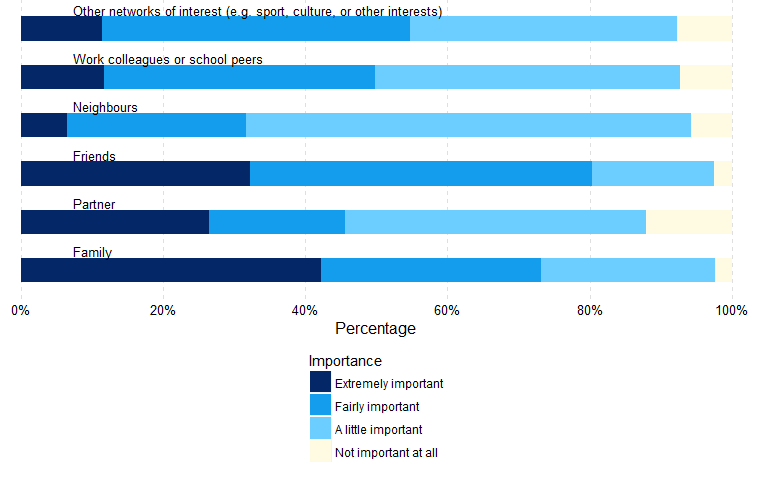 Other networks of interest (e.g. sport, culture, or other interests)
Work colleagues or school peers
Neighbours
Friends
Partner
Family
0% 20% 40% 60% 80% 100%
Percentage
Importance
Extremely important
Fairly important
A little important
Not important at all